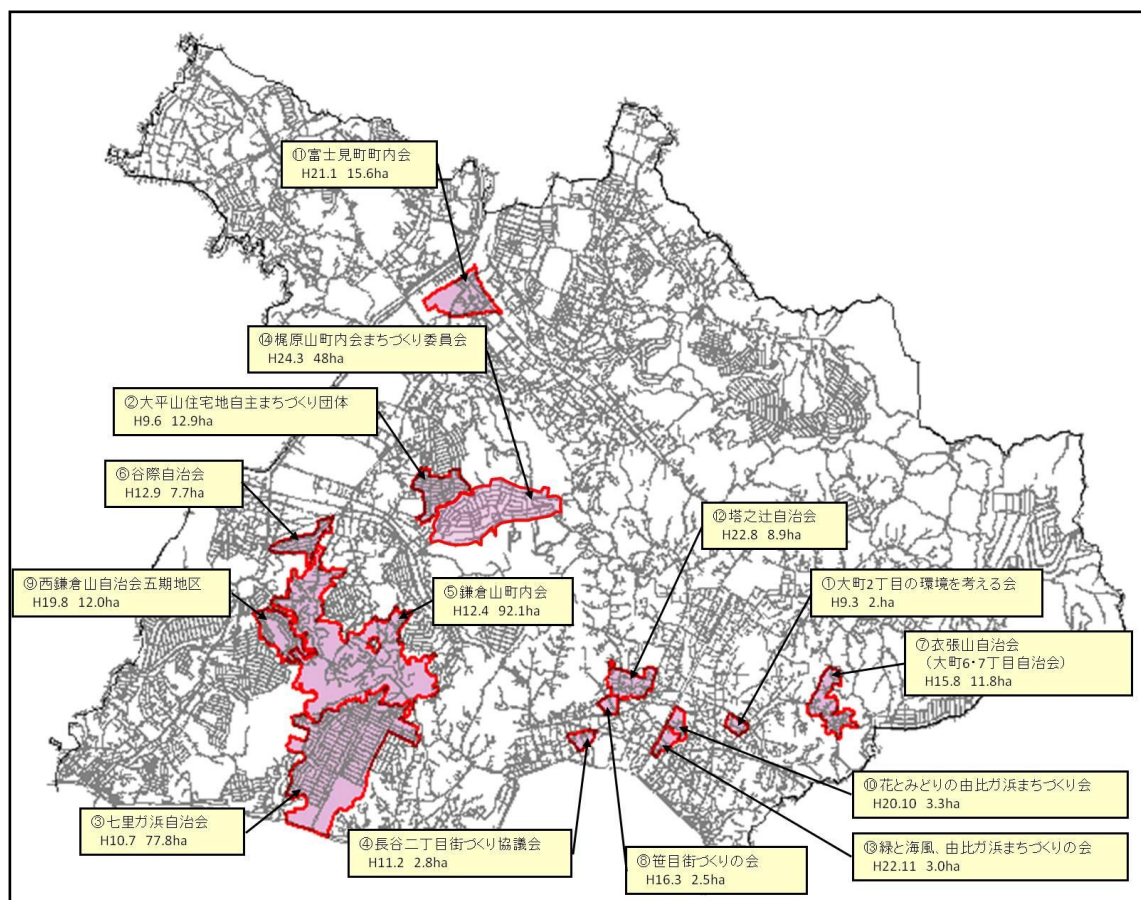 ⑪富士見町町内会
H21.1 15.6ha
⑭梶原山町内会まちづくり委員会
H24.3 48ha
②大平山住宅地自主まちづくり団体
H9.6 12.9ha
⑥谷際自治会
H12.9 7.7ha
⑫塔之辻自治会
H22.8 8.9ha
⑨西鎌倉山自治会五期地区
H19.8 12.0ha
⑤鎌倉山町内会
H12.4 92.1ha
①大町2丁目の環境を考える会
H9.3 2.ha
⑦衣張山自治会
(大町6・7丁目自治会)
H15.8 11.8ha
③七里ガ浜自治会
H10.7 77.8ha
④長谷二丁目街づくり協議会
H11.2 2.8ha
⑧笹目街づくりの会
H16.3 2.5ha
⑩花とみどりの由比ガ浜まちづくり会
H20.10 3.3ha
⑬緑と海風、由比ガ浜まちづくりの会
H22.11 3.0ha